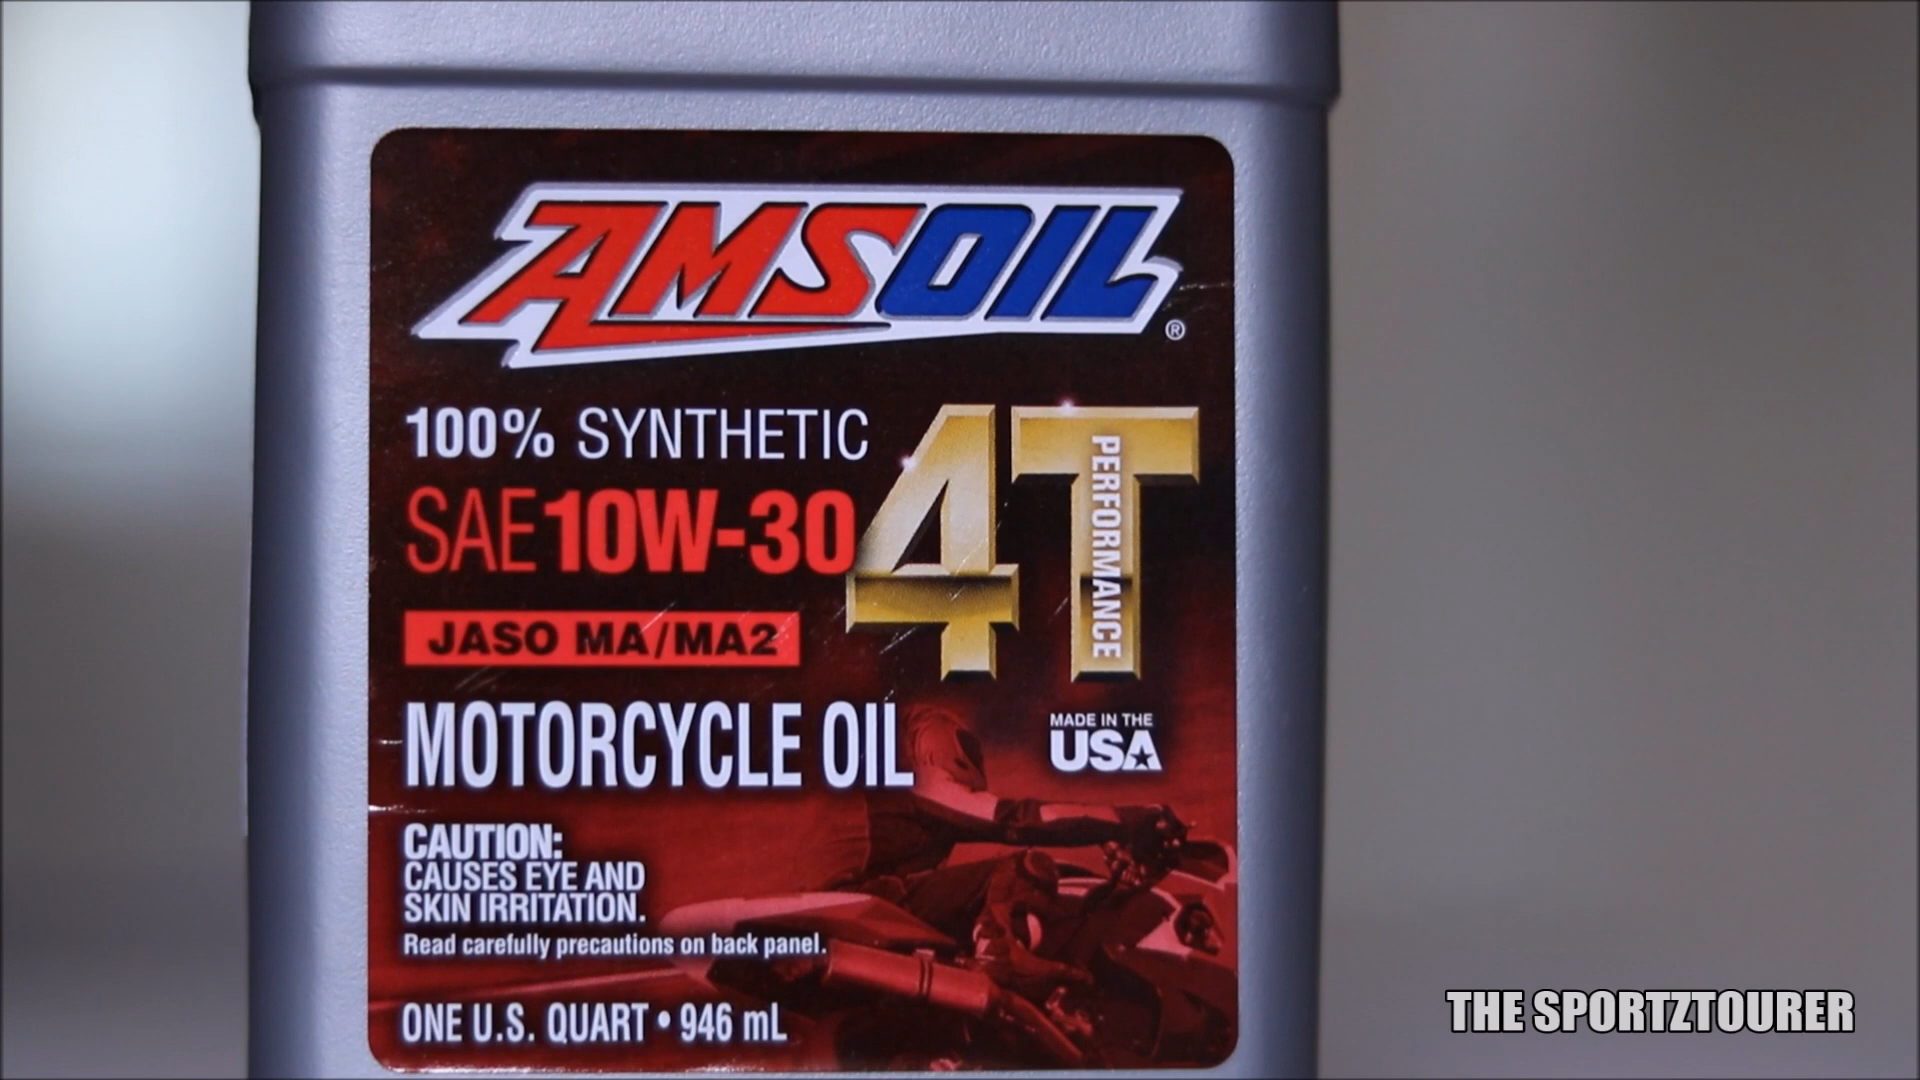 AMSOIL®
100% SYNTHETIC
SAE 10W-30
4T
PERFORMANCE
JASO MA/MA2
MOTORCYCLE OIL
MADE IN THE
USA
CAUTION:
CAUSES EYE AND
SKIN IRRITATION.
Read carefully precautions on back panel.
ONE U.S. QUART • 946 mL
THE SPORTZTOURER